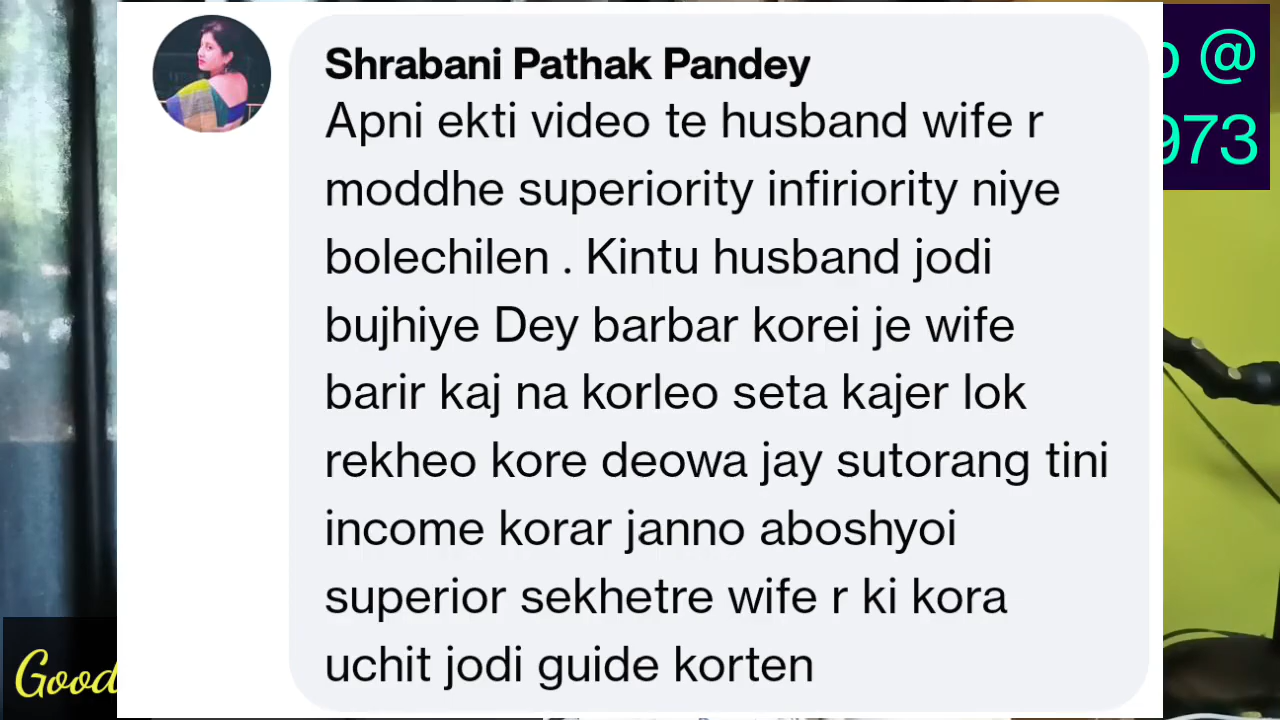 Shrabani Pathak Pandey
Apni ekti video te husband wife r
moddhe superiority infiriority niye
bolechilen . Kintu husband jodi
bujhiye Dey barbar korei je wife
barir kaj na korleo seta kajer lok
rekheo kore deowa jay sutorang tini
income korar janno aboshyoi
superior sekhetre wife r ki kora
uchit jodi guide korten
@
973
Good